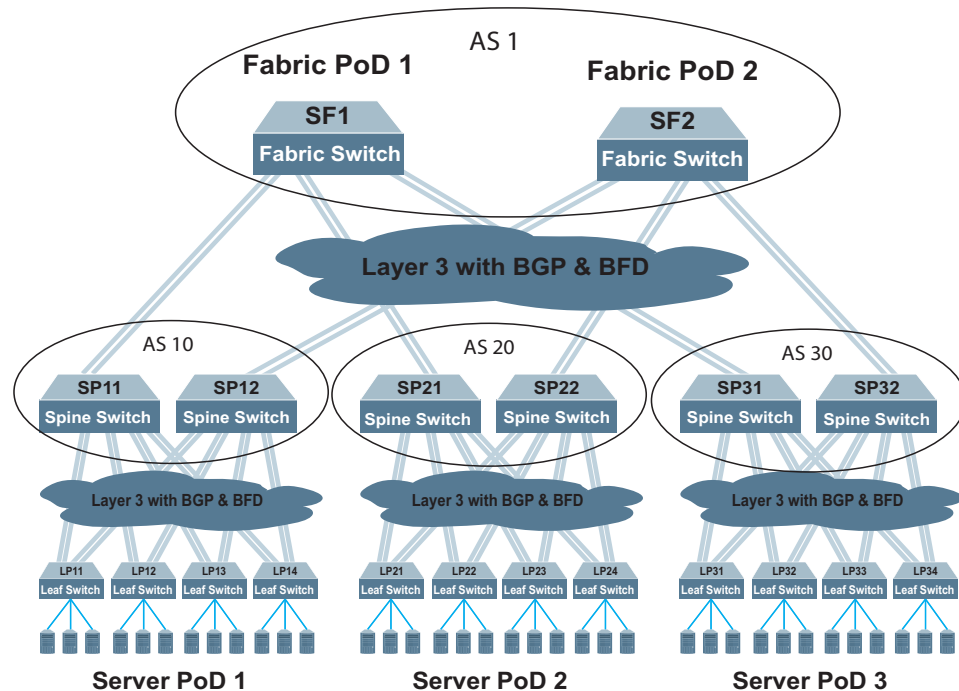 AS 1
Fabric PoD 1
Fabric PoD 2
SF1
SF2
Fabric Switch
Fabric Switch
Layer 3 with BGP & BFD
AS 10
AS 20
AS 30
SP11
SP12
SP21
SP22
SP31
SP32
Spine Switch
Spine Switch
Spine Switch
Spine Switch
Spine Switch
Spine Switch
Layer 3 with BGP & BFD
Layer 3 with BGP & BFD
Layer 3 with BGP & BFD
LP11
LP12
LP13
LP14
LP21
LP22
LP23
LP24
LP31
LP32
LP33
LP34
Leaf Switch
Leaf Switch
Leaf Switch
Leaf Switch
Leaf Switch
Leaf Switch
Leaf Switch
Leaf Switch
Leaf Switch
Leaf Switch
Leaf Switch
Leaf Switch
Server PoD 1
Server PoD 2
Server PoD 3